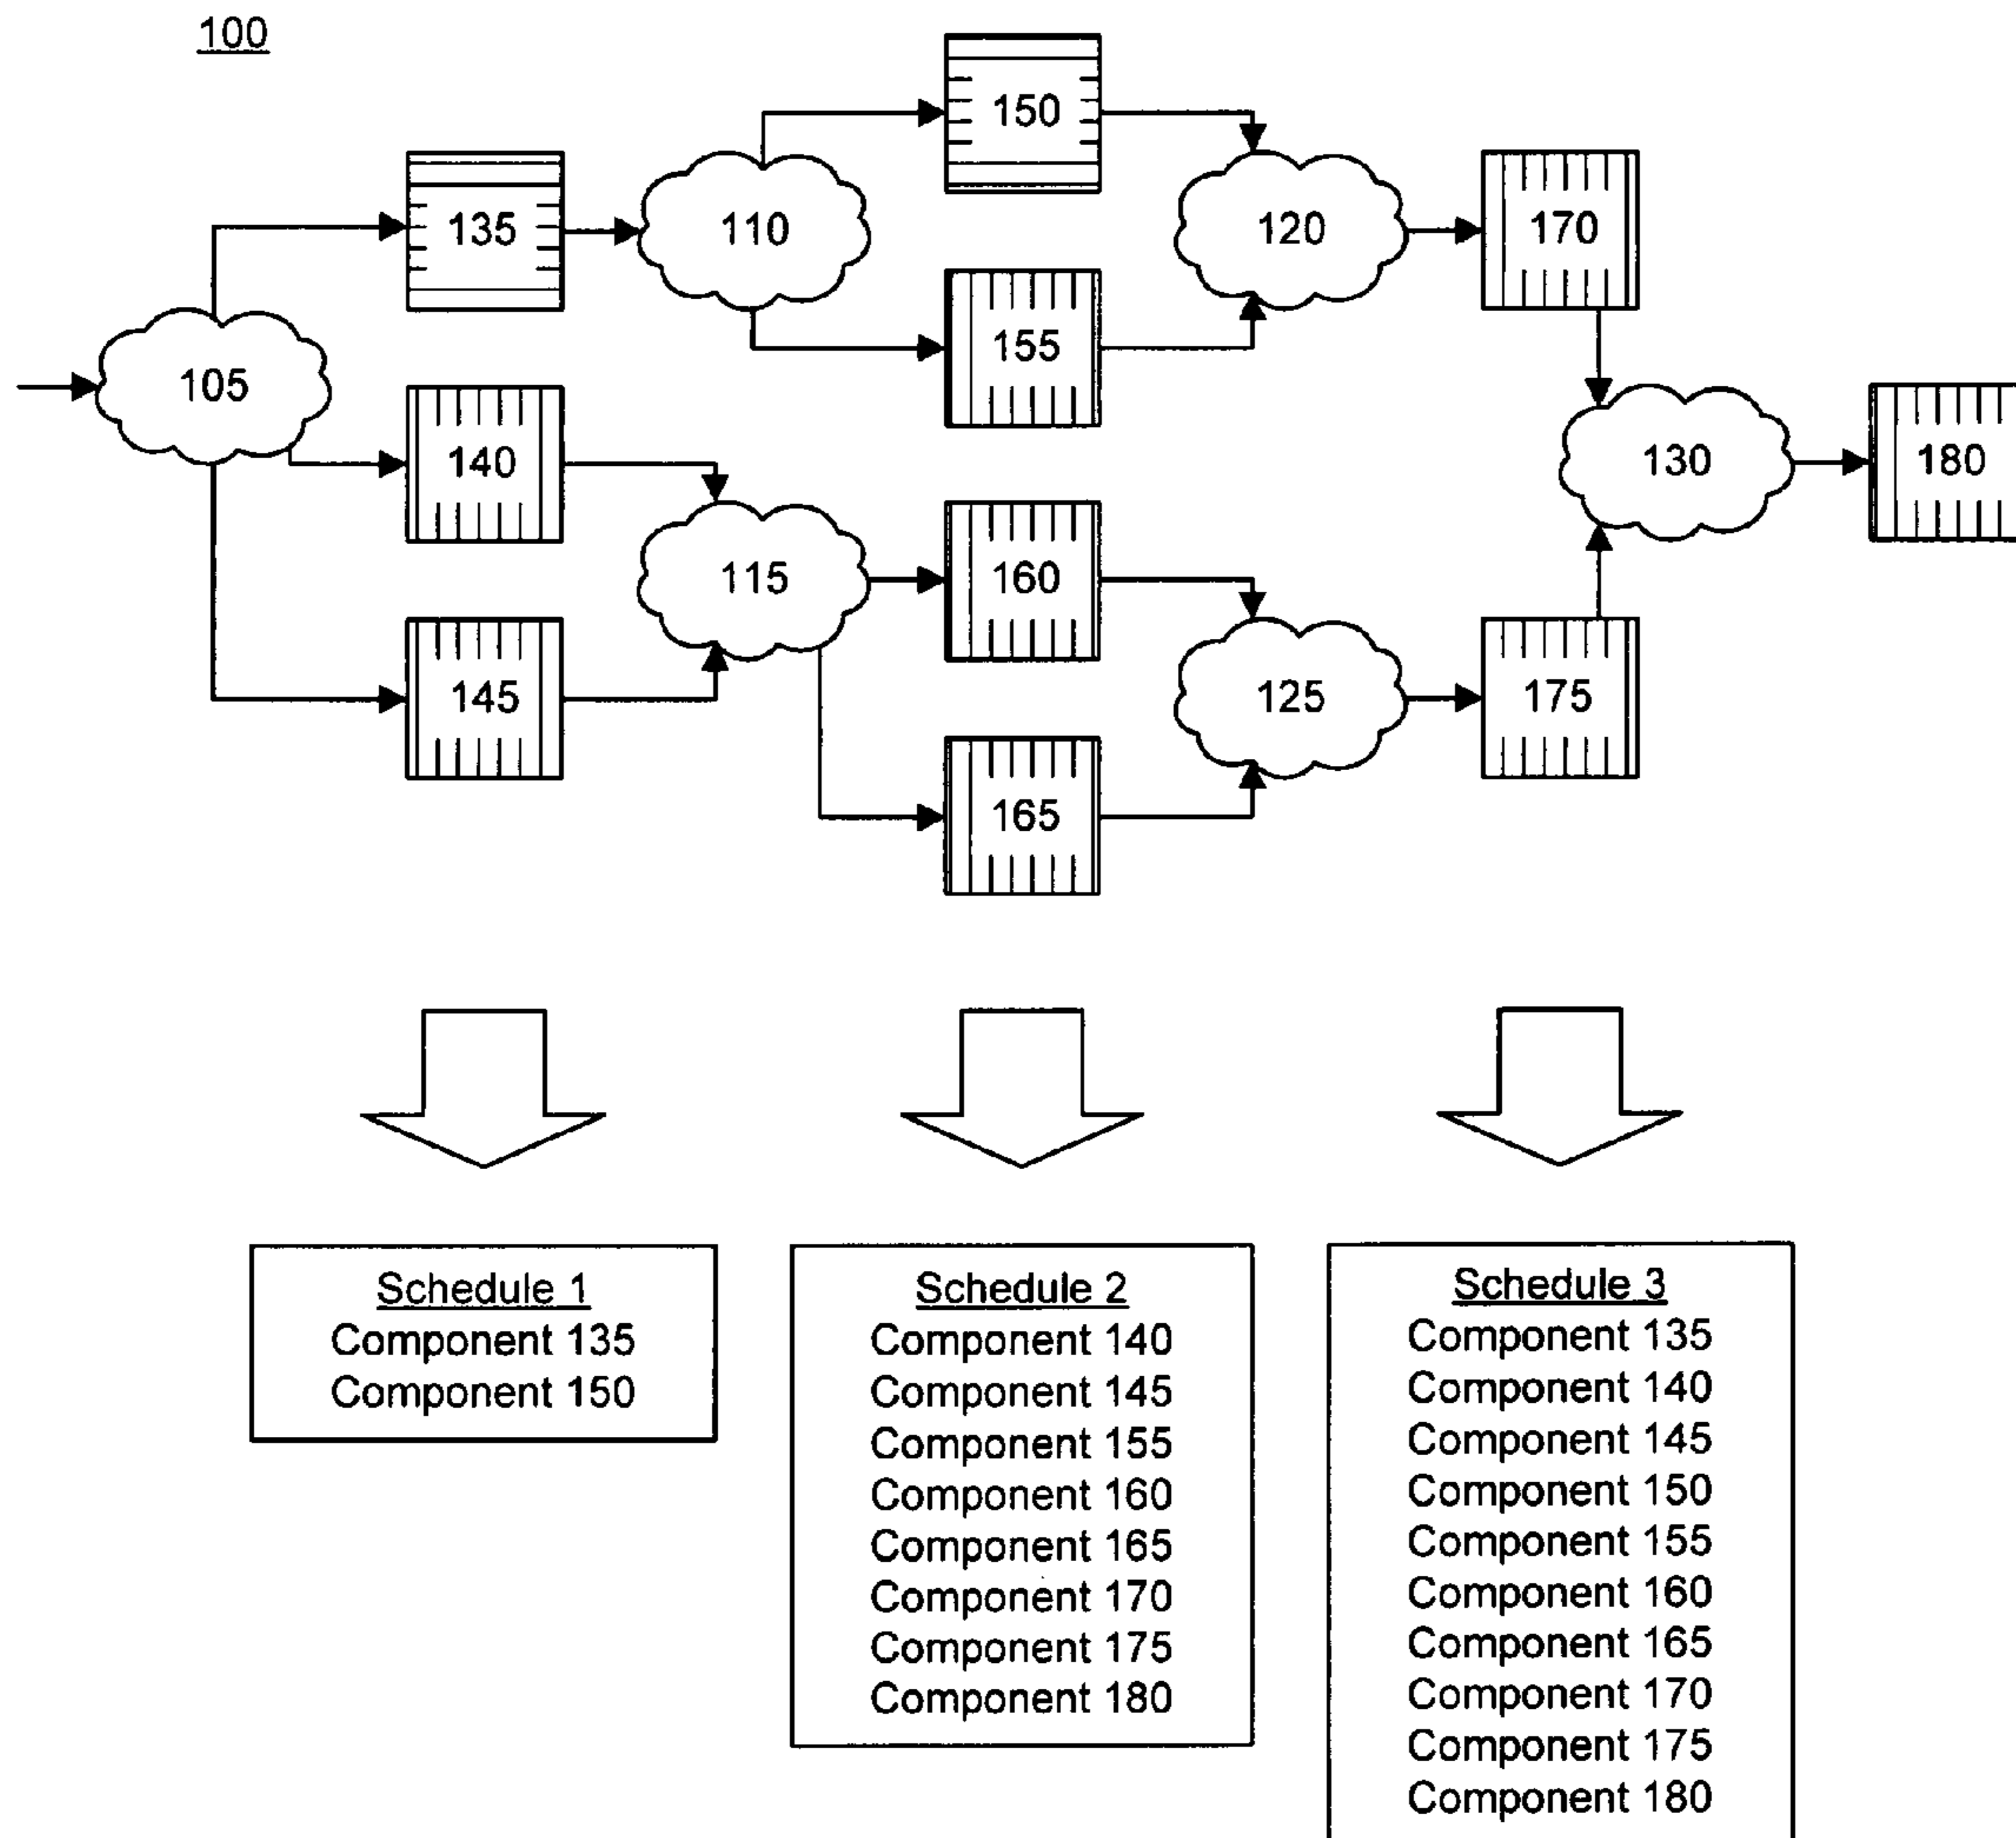 100
150
135
110
120
170
155
105
140
130
180
115
160
145
125
175
165
Schedule 1
Component 135
Component 150
Schedule 2
Component 140
Component 145
Component 155
Component 160
Component 165
Component 170
Component 175
Component 180
Schedule 3
Component 135
Component 140
Component 145
Component 150
Component 155
Component 160
Component 165
Component 170
Component 175
Component 180